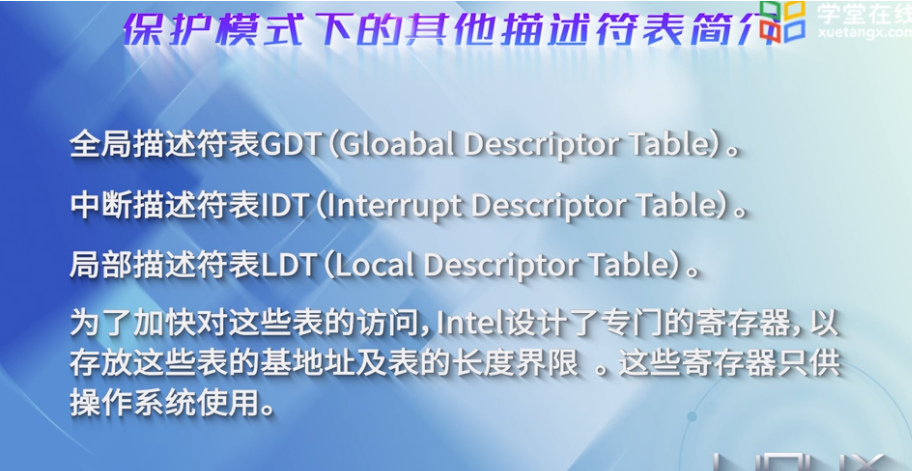 保护模式下的其他描述符表简介
学堂在线
xuetangx.com
全局描述符表GDT(Gloabal Descriptor Table)。
中断描述符表IDT(Interrupt Descriptor Table)。
局部描述符表LDT(Local Descriptor Table)。
为了加快对这些表的访问,Intel设计了专门的寄存器,以
存放这些表的基地址及表的长度界限 。这些寄存器只供
操作系统使用。